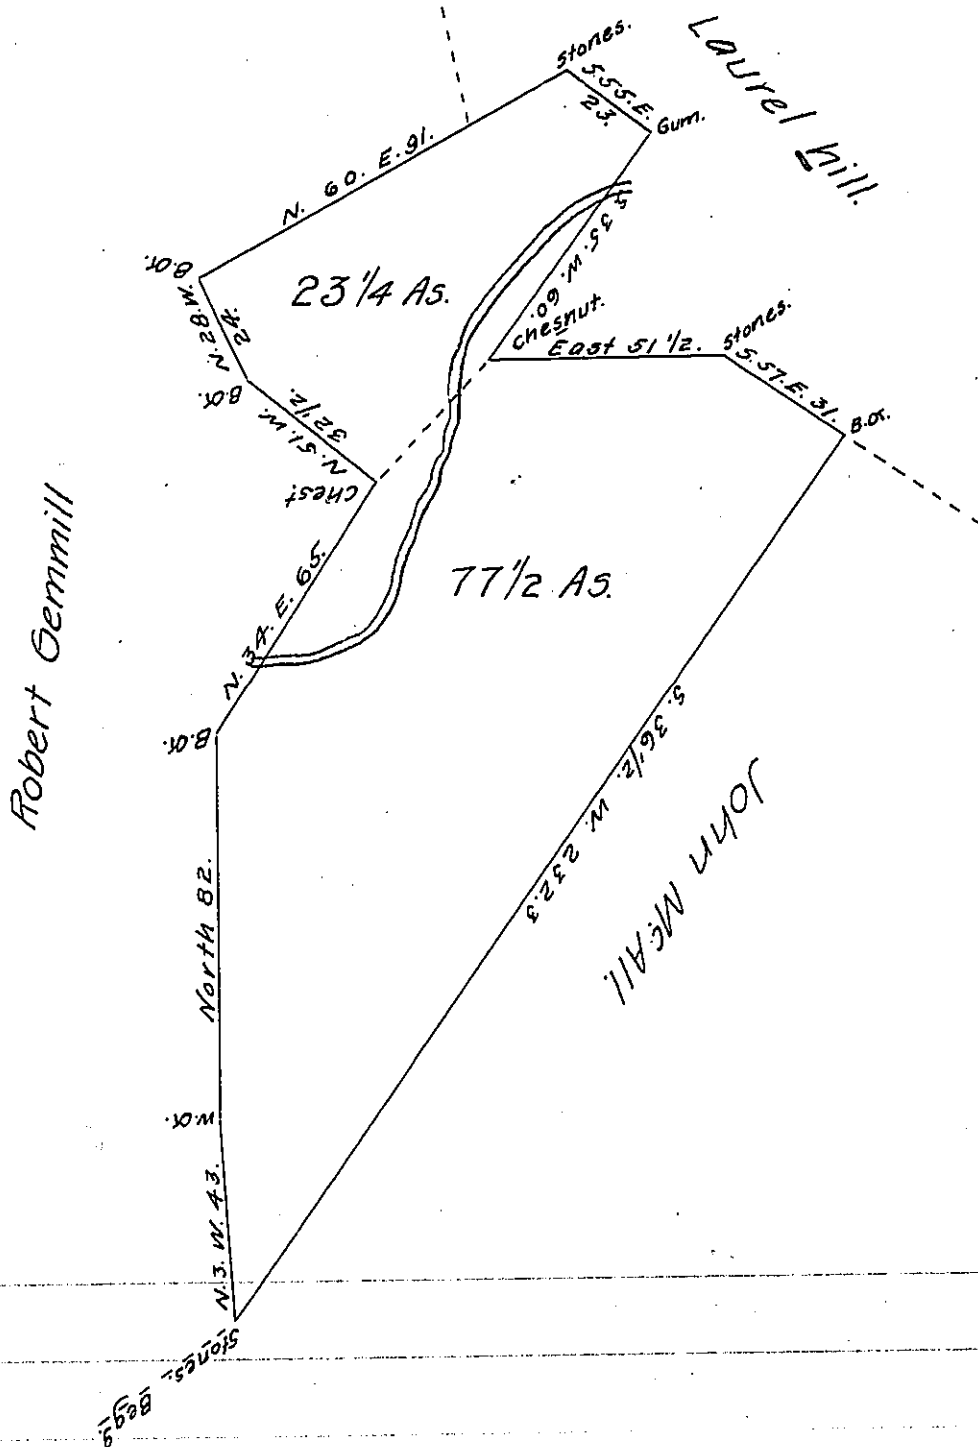 Laurel hill.
Stones.
S. 55. E.
23.
Gum.
N. 60. E. 91.
B.O.
N. 28. W.
24.
23 1/4 As.
S. 35. W. 60.
Chesnut.
East 51 1/2.
Stones.
S. 57. E. 31.
B.O.
B.O.
N. 51. W.
32 1/2.
Chest
77 1/2 As.
Robert Gemmill
N. 34. E. 65.
B.O.
S. 36 1/2. W. 232.3
John McAll.
North 82.
W.O.
N. 3. W. 43.
Stones.
Beg.g